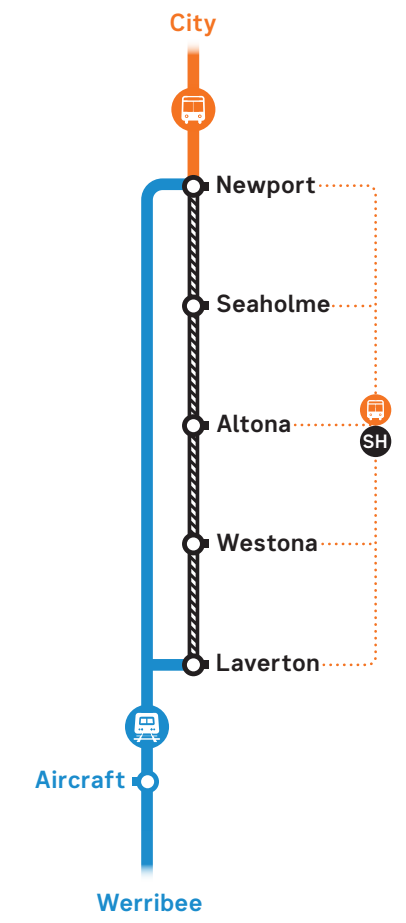 City
Newport
Seaholme
Altona
SH
Westona
Laverton
Aircraft
Werribee